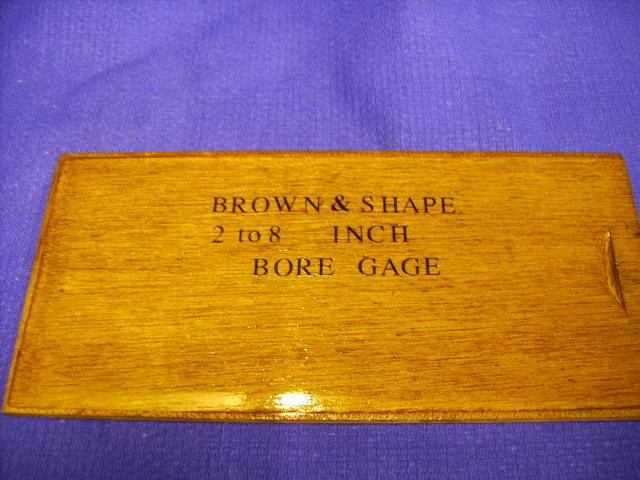 BROWN & SHAPE.
2 to 8 INCH
BORE GAGE